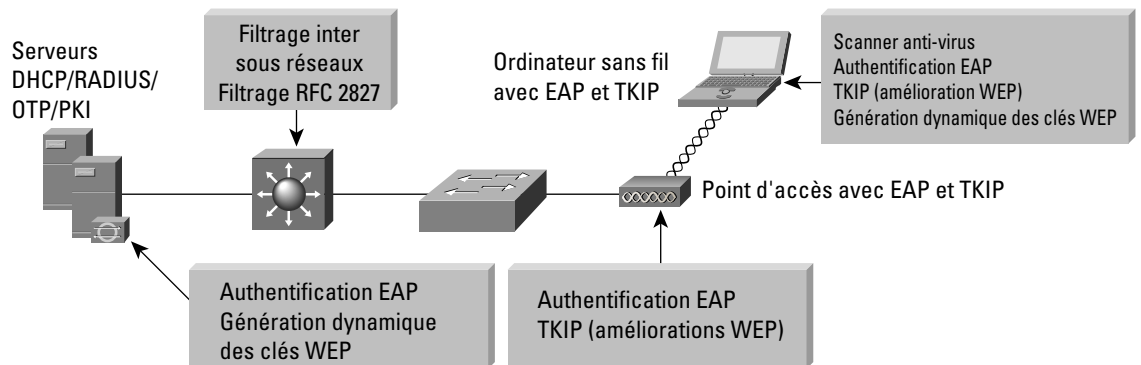 Serveurs
DHCP/RADIUS/
OTP/PKI
Filtrage inter
sous réseaux
Filtrage RFC 2827
Ordinateur sans fil
avec EAP et TKIP
Scanner anti-virus
Authentification EAP
TKIP (amélioration WEP)
Génération dynamique des clés WEP
Point d'accès avec EAP et TKIP
Authentification EAP
Génération dynamique
des clés WEP
Authentification EAP
TKIP (améliorations WEP)